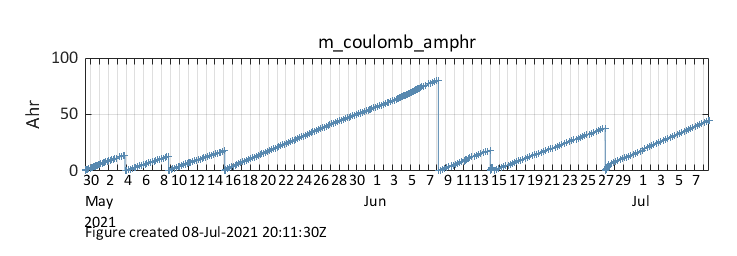 m_coulomb_amphr
100
Ahr
50
0
30 2 4 6 8 10 12 14 16 18 20 22 24 26 28 30 1 3 5 7 9 11 13 15 17 19 21 23 25 27 29 1 3 5 7
May Jun Jul
2021
Figure created 08-Jul-2021 20:11:30Z